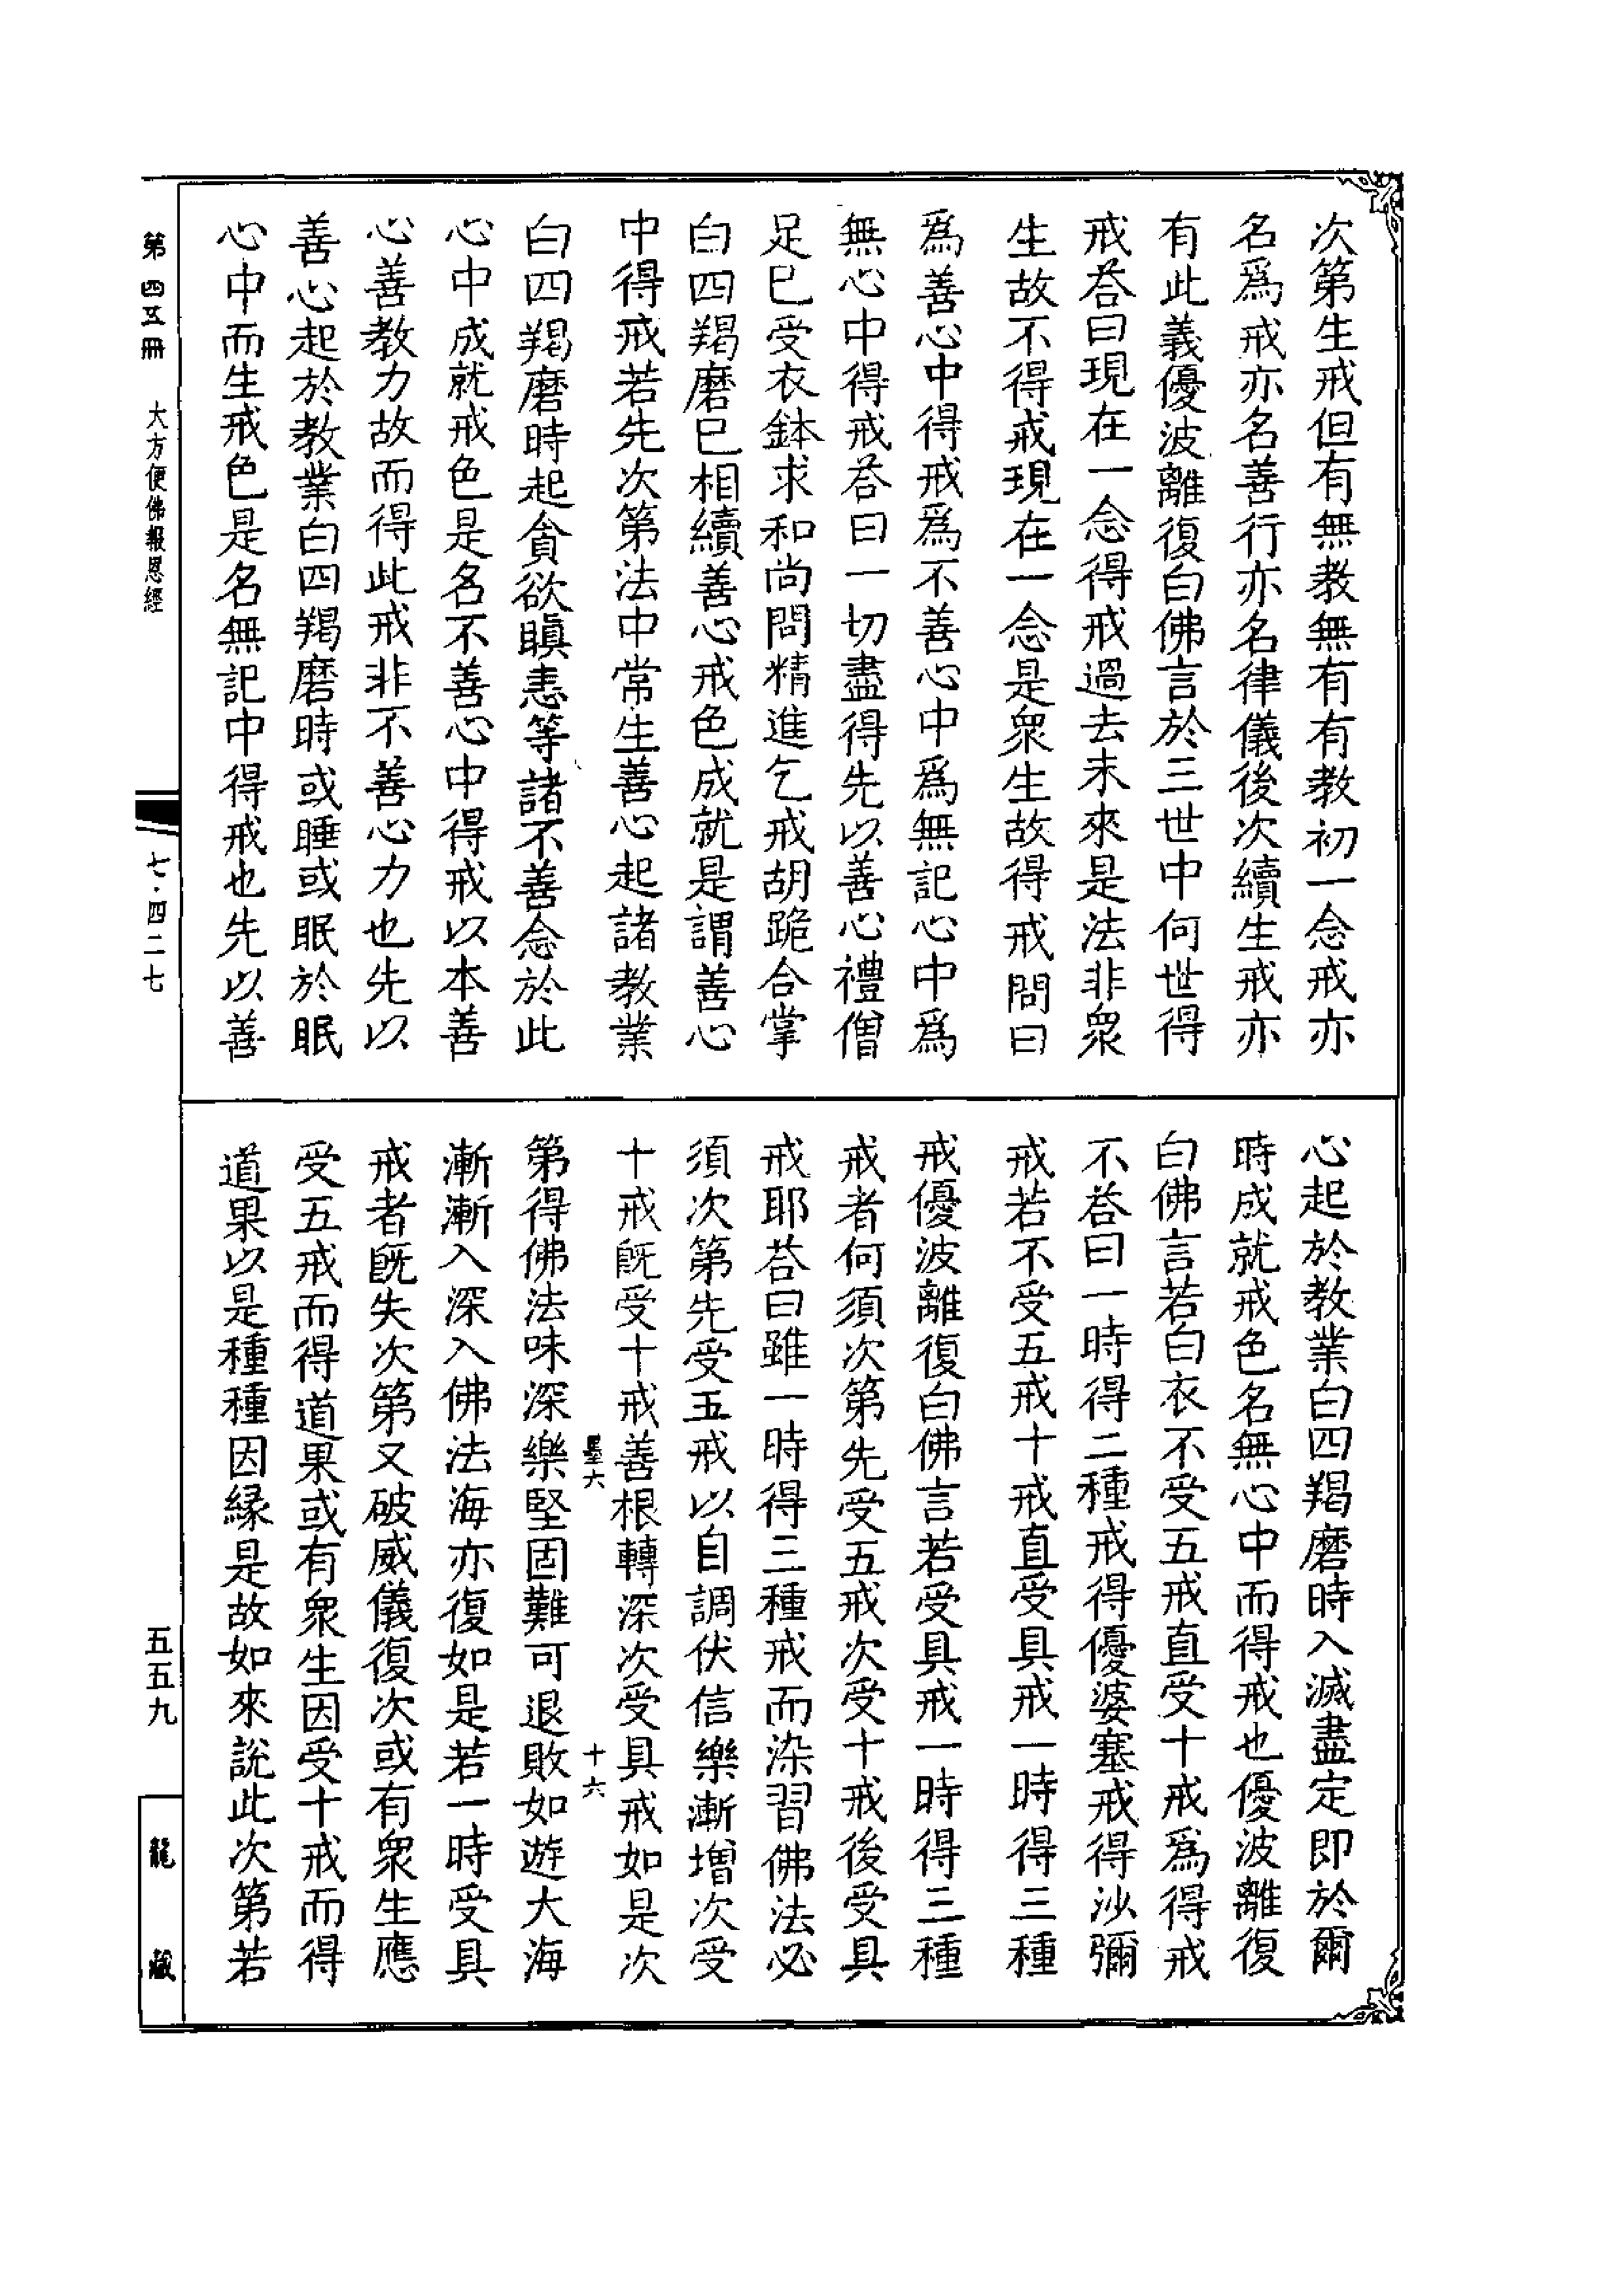 次第生戒但有無教無有有教初一念戒亦
名爲戒亦名善行亦名律儀後次續生戒亦
有此義優波離復白佛言於三世中何世得
戒荅曰現在一念得戒過去未來是法非衆
生故不得戒現在一念是衆生故得戒問曰
爲善心中得戒爲不善心中爲無記心中爲
無心中得戒荅曰一切盡得先以善心禮僧
足已受衣鉢求和尚問精進乞戒胡跪合掌
白四羯磨已相續善心戒色成就是謂善心
中得戒若先次第法中常生善心起諸教業
白四羯磨時起貪欲瞋恚等諸不善念於此
心中成就戒色是名不善心中得戒以本善
心善教力故而得此戒非不善心力也先以
善心起於教業白四羯磨時或睡或眠於眠
心中而生戒色是名無記中得戒也先以善
心起於教業白四羯磨時入滅盡定即於爾
時成就戒色名無心中而得戒也優波離復
白佛言若白衣不受五戒直受十戒爲得戒
不荅曰一時得二種戒得優婆塞戒得沙彌
戒若不受五戒十戒直受具戒一時得三種
戒優波離復白佛言若受具戒一時得三種
戒者何須次第先受五戒次受十戒後受具
戒耶荅曰雖一時得三種戒而染習佛法必
須次第先受五戒以自調伏信樂漸增次受
十戒旣受十戒善根轉深次受具戒如是次
墨六 十六
第得佛法味深樂堅固難可退敗如遊大海
漸漸入深入佛法海亦復如是若一時受具
戒者旣失次第又破威儀復次或有衆生應
受五戒而得道果或有衆生因受十戒而得
道果以是種種因緣是故如來說此次第若
第四五冊 大方便佛報恩經 七·四二七 五五九 龍藏